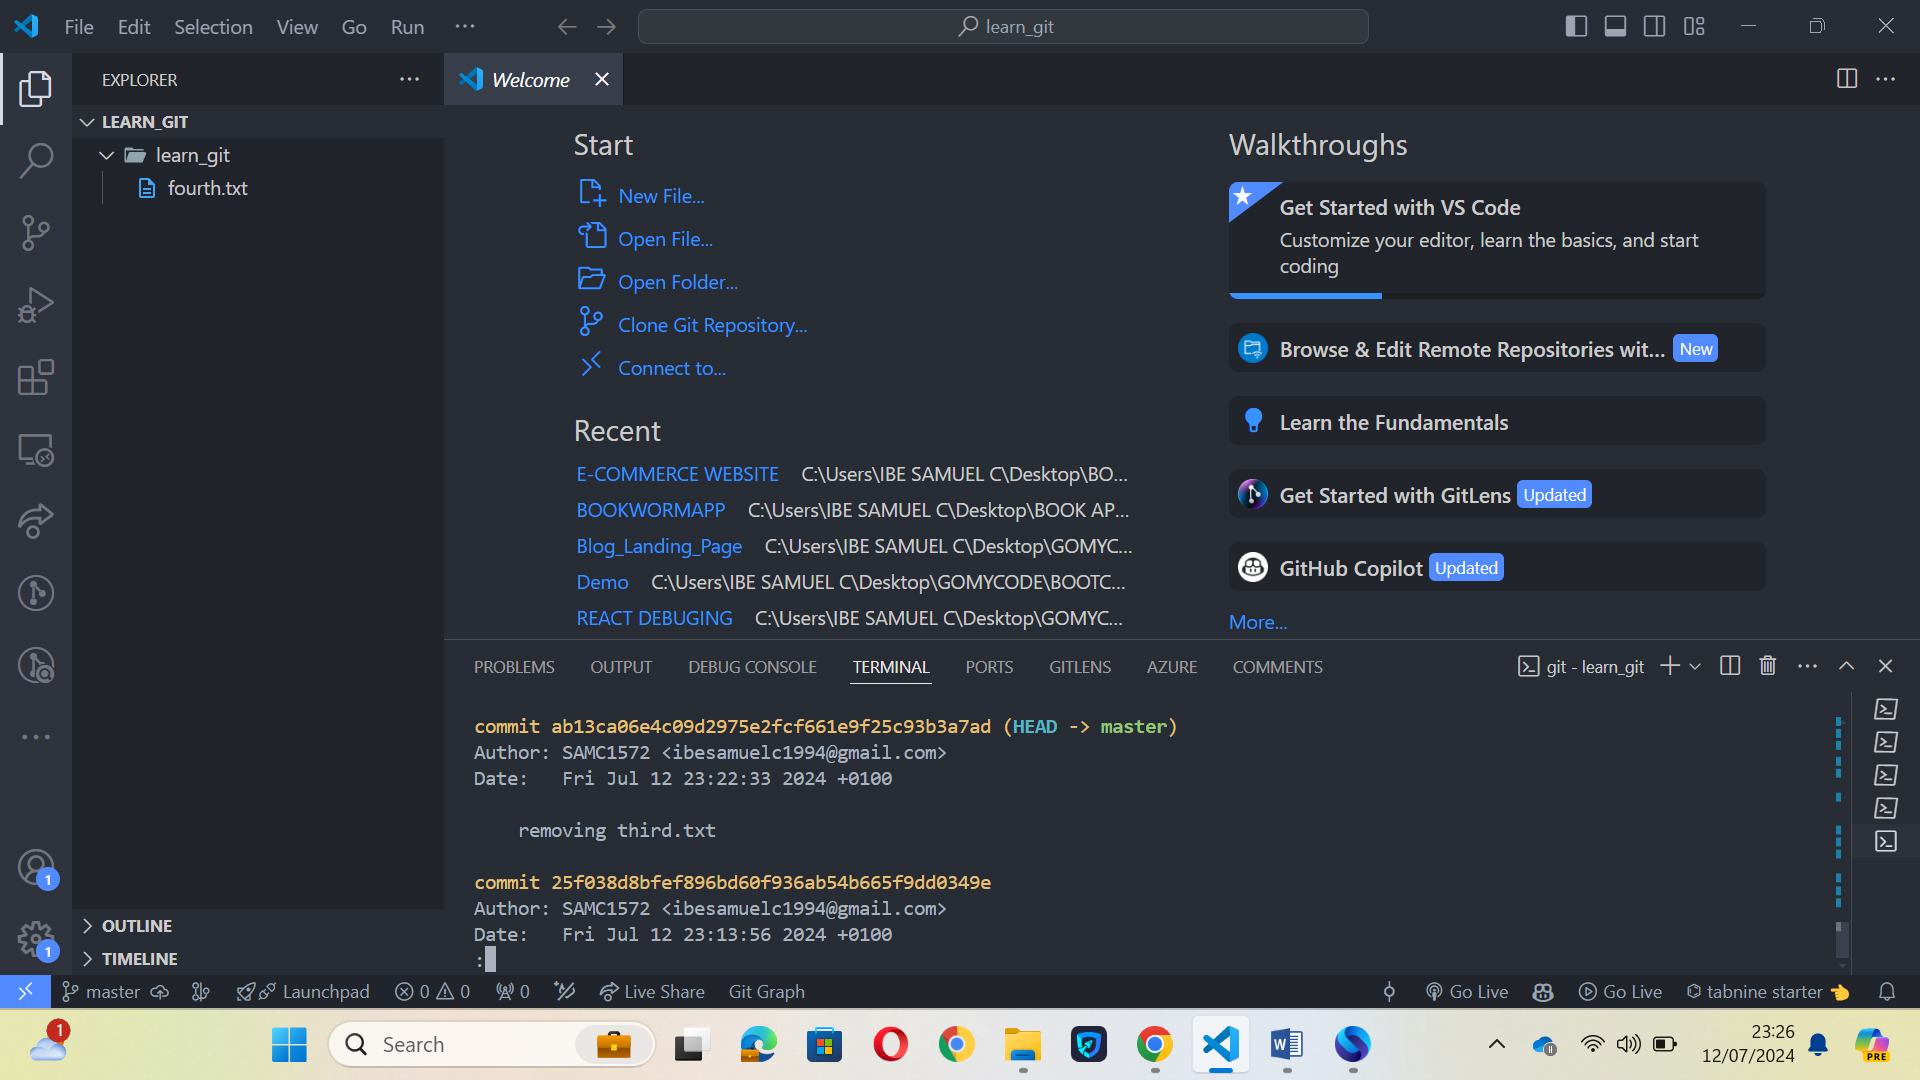 File Edit Selection View Go Run ···
learn_git
EXPLORER
Welcome
LEARN_GIT
learn_git
fourth.txt
Start
New File...
Open File...
Open Folder...
Clone Git Repository...
Connect to...
Recent
E-COMMERCE WEBSITE C:\Users\IBE SAMUEL C\Desktop\BO...
BOOKWORMAPP C:\Users\IBE SAMUEL C\Desktop\BOOK AP...
Blog_Landing_Page C:\Users\IBE SAMUEL C\Desktop\GOMYC...
Demo C:\Users\IBE SAMUEL C\Desktop\GOMYCODE\BOOTC...
REACT DEBUGING C:\Users\IBE SAMUEL C\Desktop\GOMYC...
Walkthroughs
Get Started with VS Code
Customize your editor, learn the basics, and start
coding
Browse & Edit Remote Repositories wit... New
Learn the Fundamentals
Get Started with GitLens Updated
GitHub Copilot Updated
More...
PROBLEMS OUTPUT DEBUG CONSOLE TERMINAL PORTS GITLENS AZURE COMMENTS git - learn_git
commit ab13ca06e4c09d2975e2fcf661e9f25c93b3a7ad (HEAD -> master)
Author: SAMC1572 <ibesamuelc1994@gmail.com>
Date:   Fri Jul 12 23:22:33 2024 +0100
removing third.txt
commit 25f038d8bfef896bd60f936ab54b665f9dd0349e
Author: SAMC1572 <ibesamuelc1994@gmail.com>
Date:   Fri Jul 12 23:13:56 2024 +0100
:
1
1
OUTLINE
TIMELINE
master Launchpad 0 0 0 Live Share Git Graph Go Live Go Live tabnine starter
1
Search
23:26
12/07/2024
PRE